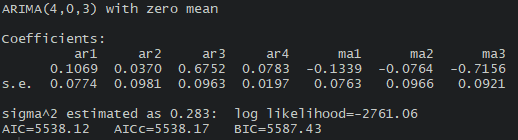 ARIMA(4,0,3) with zero mean
Coefficients:
ar1 ar2 ar3 ar4 ma1 ma2 ma3
0.1069 0.0370 0.6752 0.0783 -0.1339 -0.0764 -0.7156
s.e. 0.0774 0.0981 0.0963 0.0197 0.0763 0.0966 0.0921
sigma^2 estimated as 0.283: log likelihood=-2761.06
AIC=5538.12 AICc=5538.17 BIC=5587.43